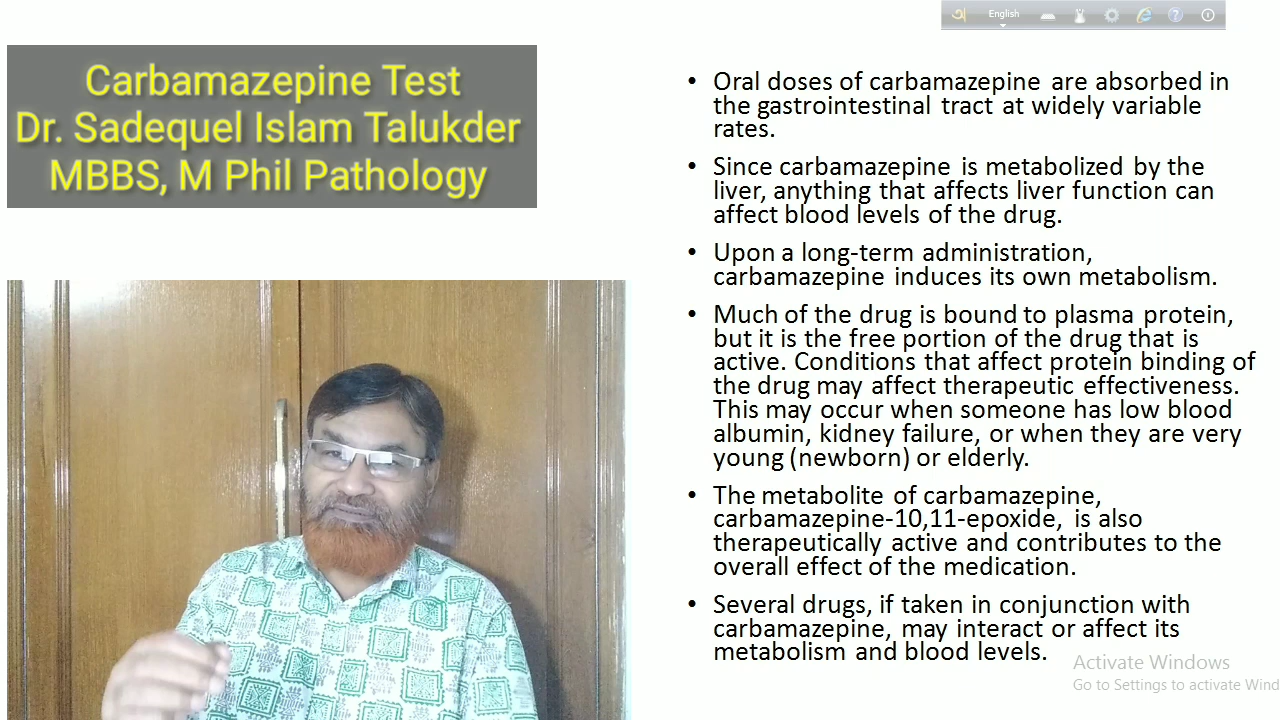 অ English
Carbamazepine Test
Dr. Sadequel Islam Talukder
MBBS, M Phil Pathology
• Oral doses of carbamazepine are absorbed in
the gastrointestinal tract at widely variable
rates.
• Since carbamazepine is metabolized by the
liver, anything that affects liver function can
affect blood levels of the drug.
• Upon a long-term administration,
carbamazepine induces its own metabolism.
• Much of the drug is bound to plasma protein,
but it is the free portion of the drug that is
active. Conditions that affect protein binding of
the drug may affect therapeutic effectiveness.
This may occur when someone has low blood
albumin, kidney failure, or when they are very
young (newborn) or elderly.
• The metabolite of carbamazepine,
carbamazepine-10,11-epoxide, is also
therapeutically active and contributes to the
overall effect of the medication.
• Several drugs, if taken in conjunction with
carbamazepine, may interact or affect its
metabolism and blood levels.
Activate Windows
Go to Settings to activate Wind